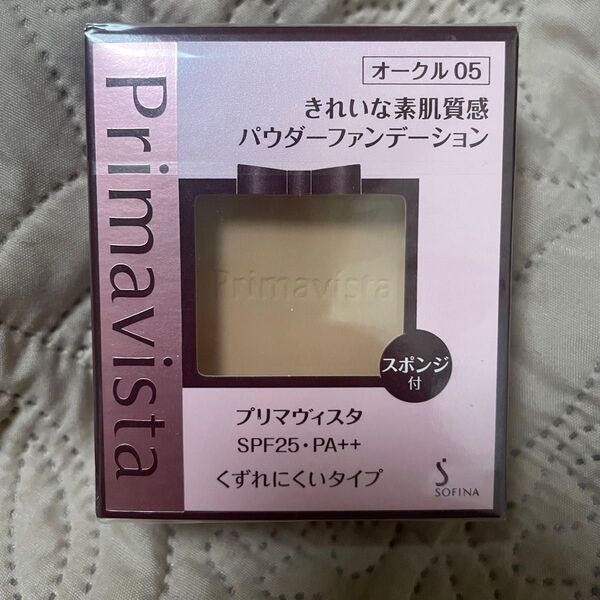 Primavista
オークル 05
きれいな素肌質感
パウダーファンデーション
Primavista
スポンジ
付
プリマヴィスタ
SPF25・PA++
くずれにくいタイプ
SOFINA